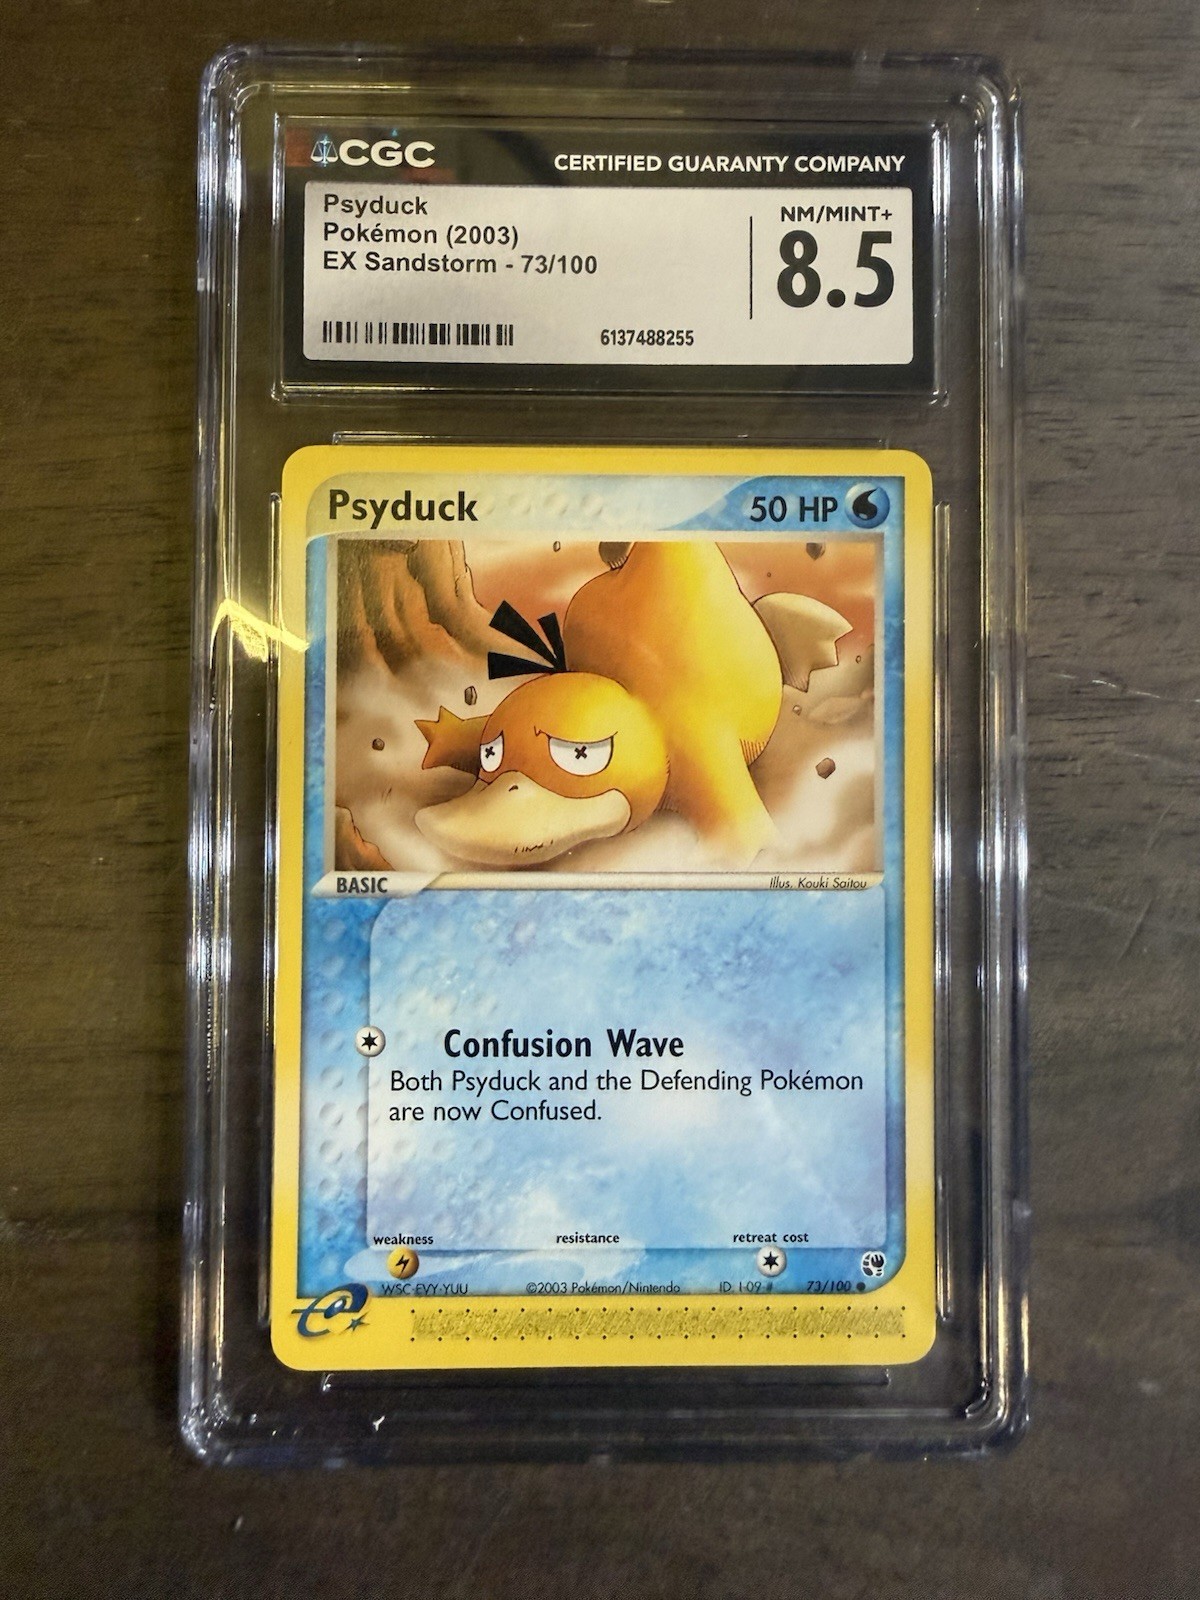 CGC
CERTIFIED GUARANTY COMPANY
Psyduck
Pokémon (2003)
EX Sandstorm - 73/100
NM/MINT+
8.5
6137488255
Psyduck
50 HP
BASIC
Illus. Kouki Saitou
Confusion Wave
Both Psyduck and the Defending Pokémon
are now Confused.
weakness
resistance
retreat cost
WSC-EVY-YUU
©2003 Pokémon/Nintendo
ID: I-09-#
73/100
e